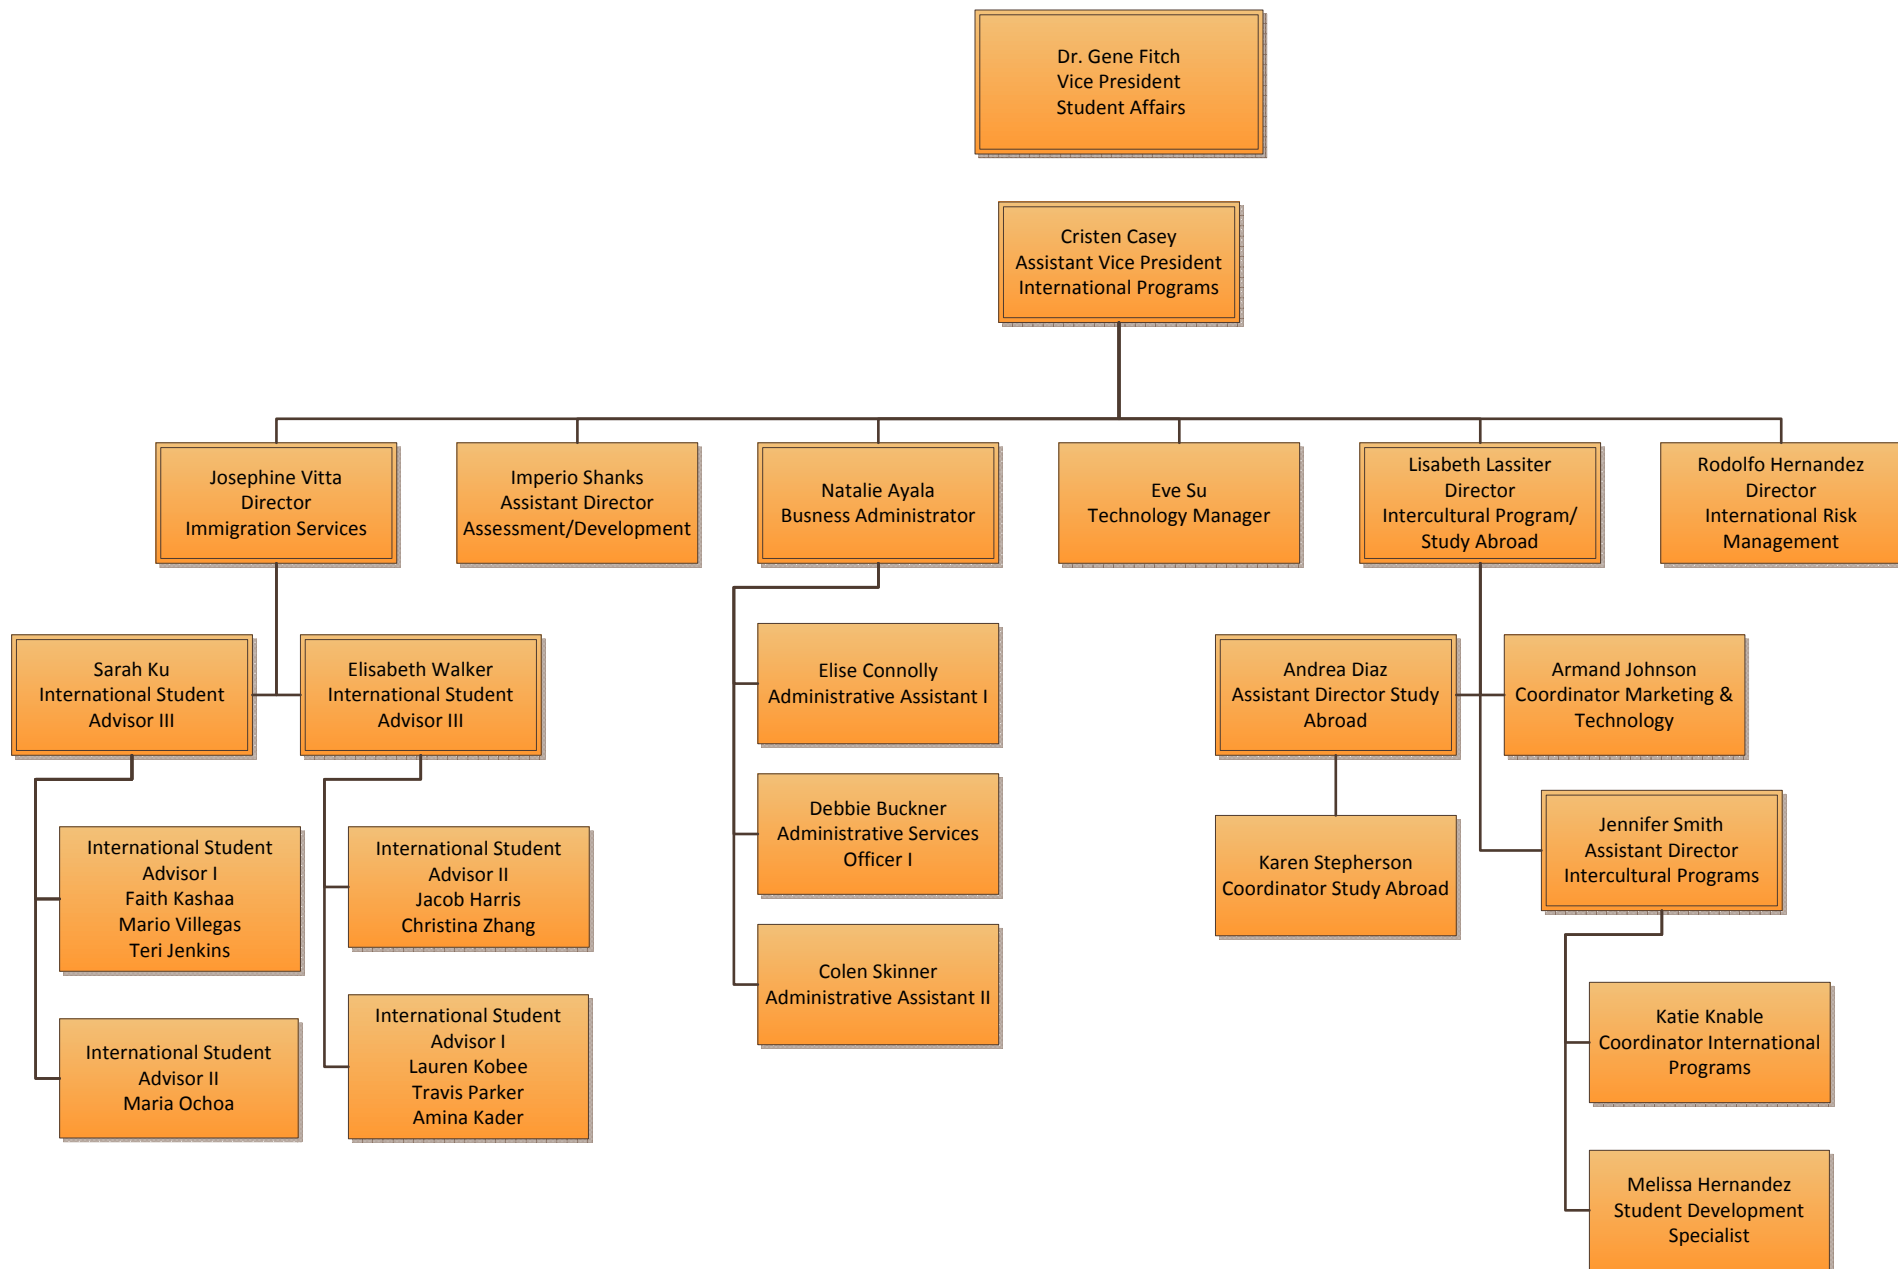 Dr. Gene Fitch
Vice President
Student Affairs
Cristen Casey
Assistant Vice President
International Programs
Josephine Vitta
Director
Immigration Services
Imperio Shanks
Assistant Director
Assessment/Development
Natalie Ayala
Busness Administrator
Eve Su
Technology Manager
Lisabeth Lassiter
Director
Intercultural Program/
Study Abroad
Rodolfo Hernandez
Director
International Risk
Management
Sarah Ku
International Student
Advisor III
Elisabeth Walker
International Student
Advisor III
Elise Connolly
Administrative Assistant I
Andrea Diaz
Assistant Director Study
Abroad
Armand Johnson
Coordinator Marketing &
Technology
International Student
Advisor I
Faith Kashaa
Mario Villegas
Teri Jenkins
International Student
Advisor II
Jacob Harris
Christina Zhang
Debbie Buckner
Administrative Services
Officer I
Karen Stepherson
Coordinator Study Abroad
Jennifer Smith
Assistant Director
Intercultural Programs
International Student
Advisor II
Maria Ochoa
International Student
Advisor I
Lauren Kobee
Travis Parker
Amina Kader
Colen Skinner
Administrative Assistant II
Katie Knable
Coordinator International
Programs
Melissa Hernandez
Student Development
Specialist